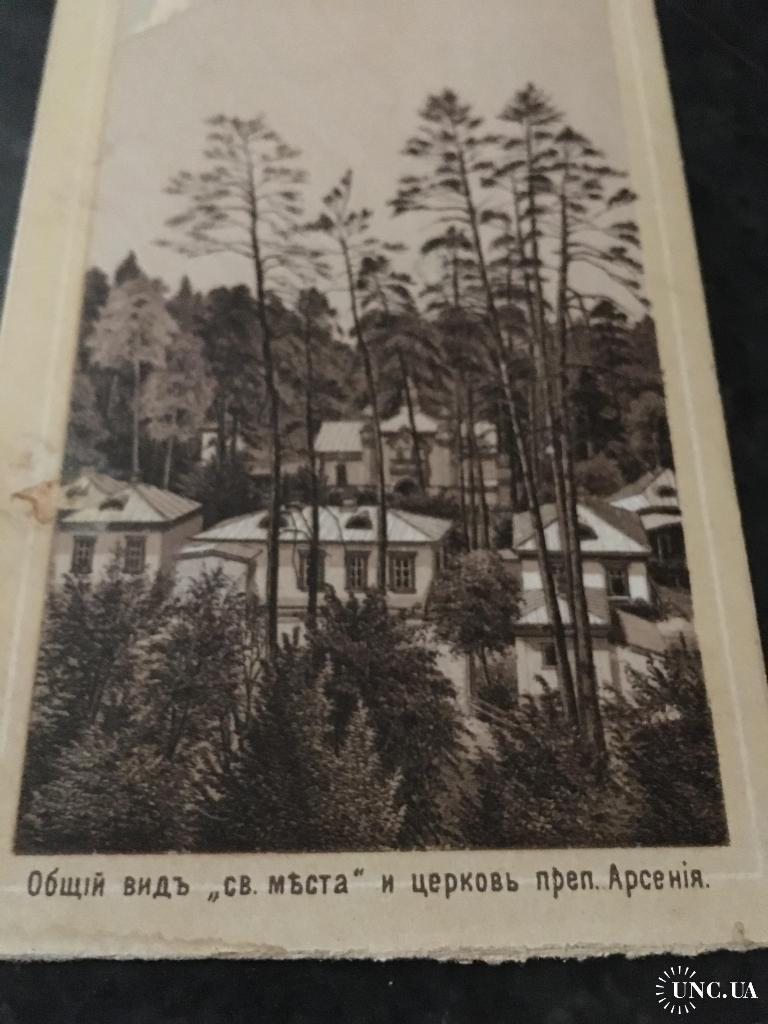 Общій видъ „св. мѣста“ и церковь преп. Арсенія.
UNC.UA